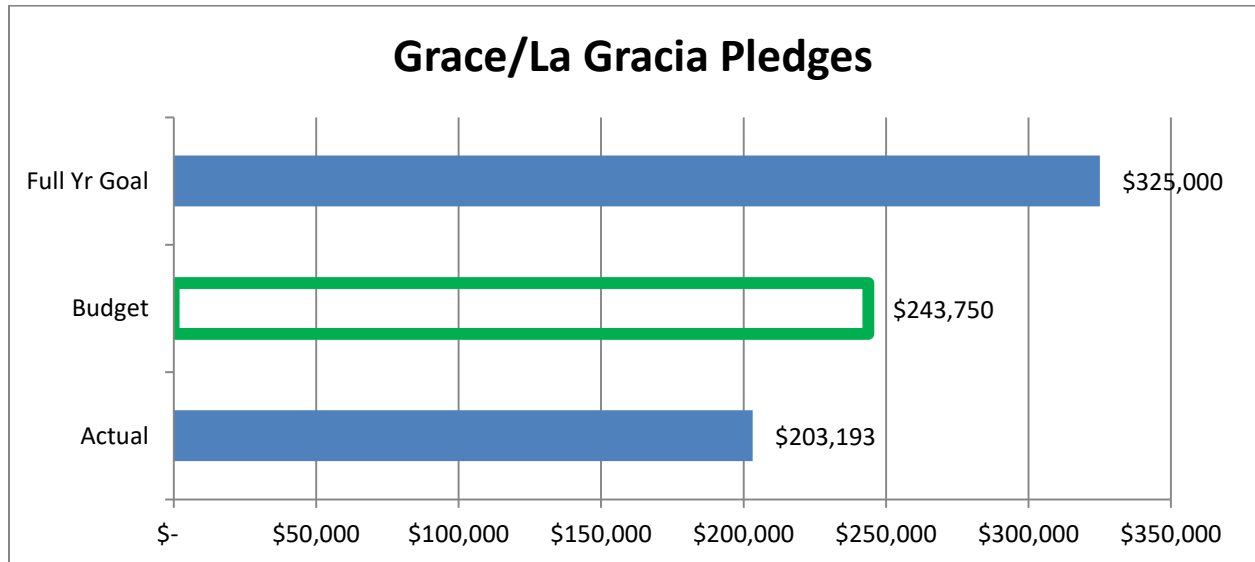 Grace/La Gracia Pledges
Full Yr Goal
$325,000
Budget
$243,750
Actual
$203,193
$- $50,000 $100,000 $150,000 $200,000 $250,000 $300,000 $350,000